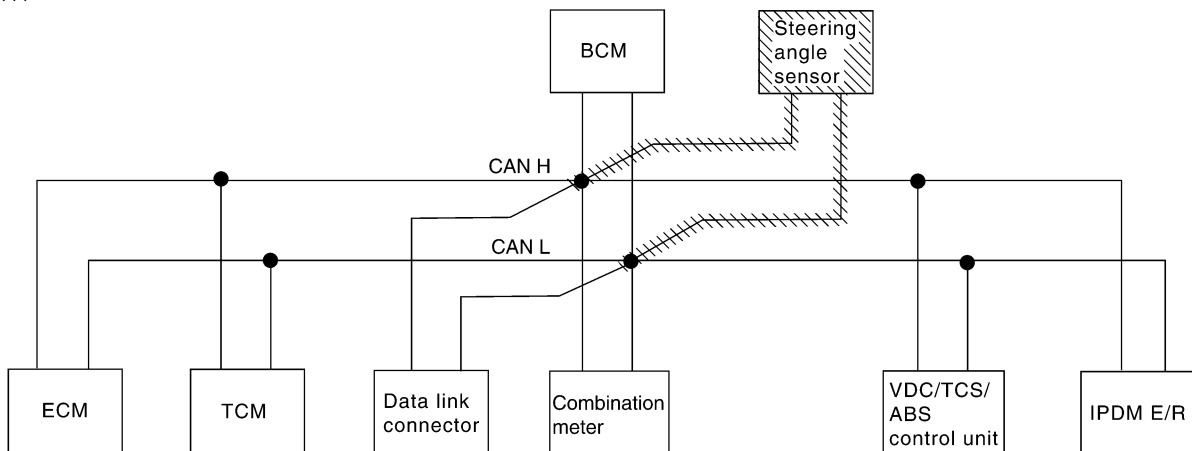 BCM
Steering
angle
sensor
CAN H
CAN L
ECM
TCM
Data link
connector
Combination
meter
VDC/TCS/
ABS
control unit
IPDM E/R